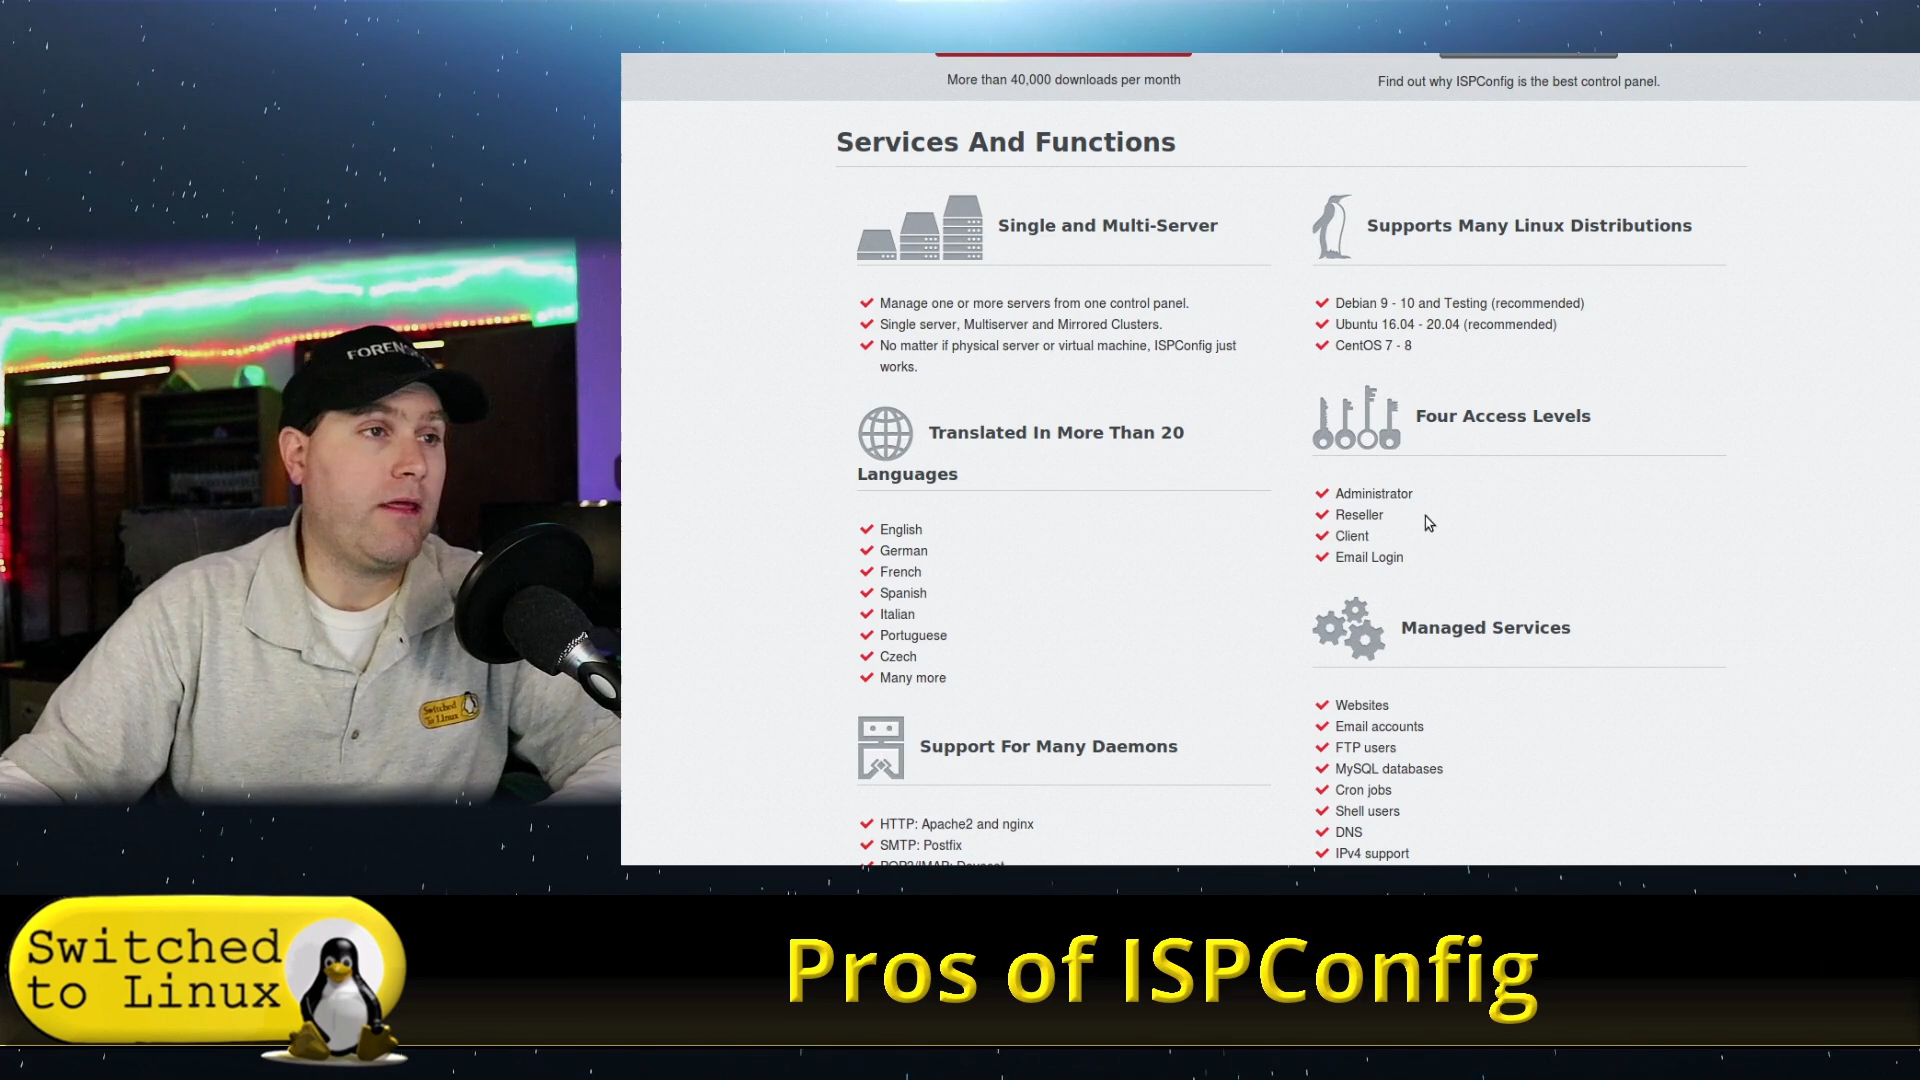 More than 40,000 downloads per month
Find out why ISPConfig is the best control panel.
Services And Functions
Single and Multi-Server
Manage one or more servers from one control panel.
Single server, Multiserver and Mirrored Clusters.
No matter if physical server or virtual machine, ISPConfig just
works.
Supports Many Linux Distributions
Debian 9 - 10 and Testing (recommended)
Ubuntu 16.04 - 20.04 (recommended)
CentOS 7 - 8
Translated In More Than 20
Languages
English
German
French
Spanish
Italian
Portuguese
Czech
Many more
Four Access Levels
Administrator
Reseller
Client
Email Login
Support For Many Daemons
HTTP: Apache2 and nginx
SMTP: Postfix
Managed Services
Websites
Email accounts
FTP users
MySQL databases
Cron jobs
Shell users
DNS
IPv4 support
Switched
To Linux
Switched
to Linux
Pros of ISPConfig